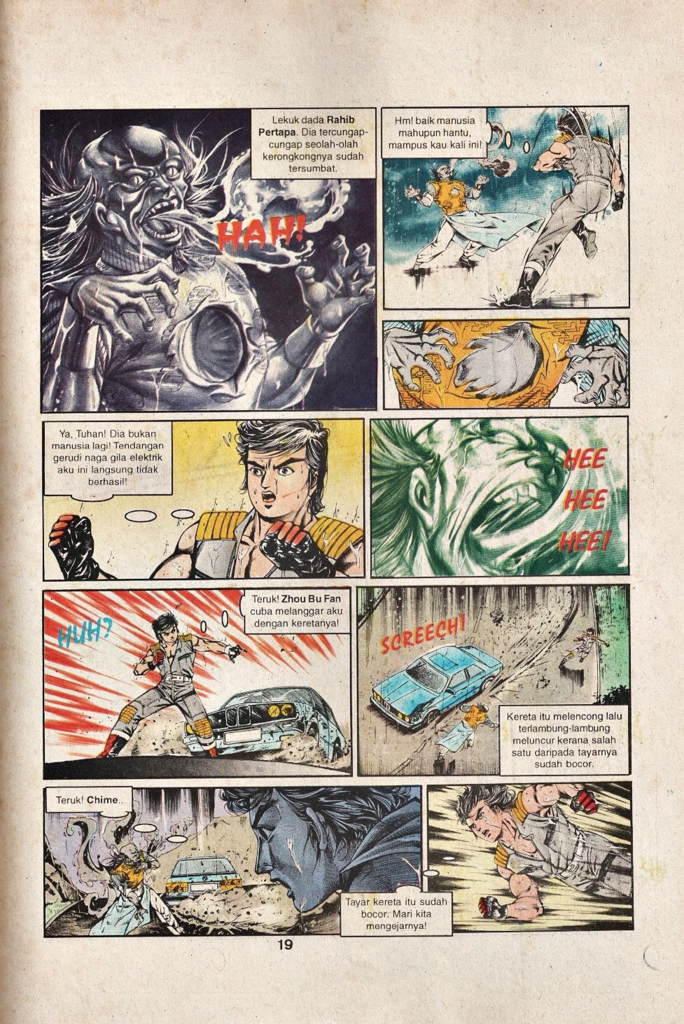 Lekuk dada Rahib
Pertapa. Dia tercungap-
cungap seolah-olah
kerongkongnya sudah
tersumbat.
HAH!
Hm! baik manusia
mahupun hantu,
mampus kau kali ini!
Ya, Tuhan! Dia bukan
manusia lagi! Tendangan
gerudi naga gila elektrik
aku ini langsung tidak
berhasil!
HEE
HEE
HEE!
HUH?
Teruk! Zhou Bu Fan
cuba melanggar aku
dengan keretanya!
SCREECH!
Kereta itu melencong lalu
terlambung-lambung
meluncur kerana salah
satu daripada tayarnya
sudah bocor.
Teruk! Chime..
Tayar kereta itu sudah
bocor. Mari kita
mengejarnya!
19